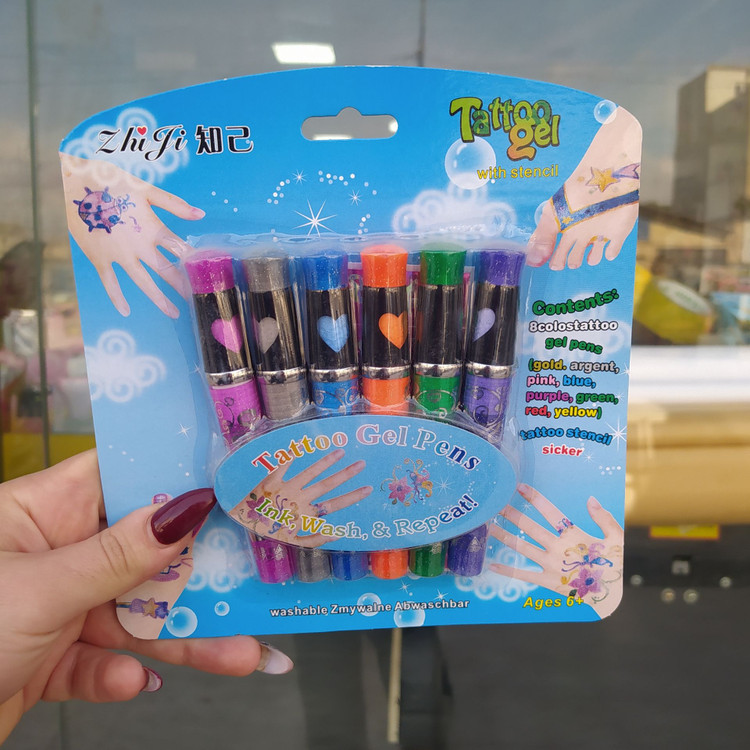 ZhiJi 知己
Tattoo
gel
with stencil
Contents:
8colostattoo
gel pens
(gold. argent,
pink, blue,
purple, green,
red, yellow)
tattoo stencil
sicker
Tattoo Gel Pens
Ink, Wash, & Repeat!
washable Zmywalne Abwaschbar
Ages 6+